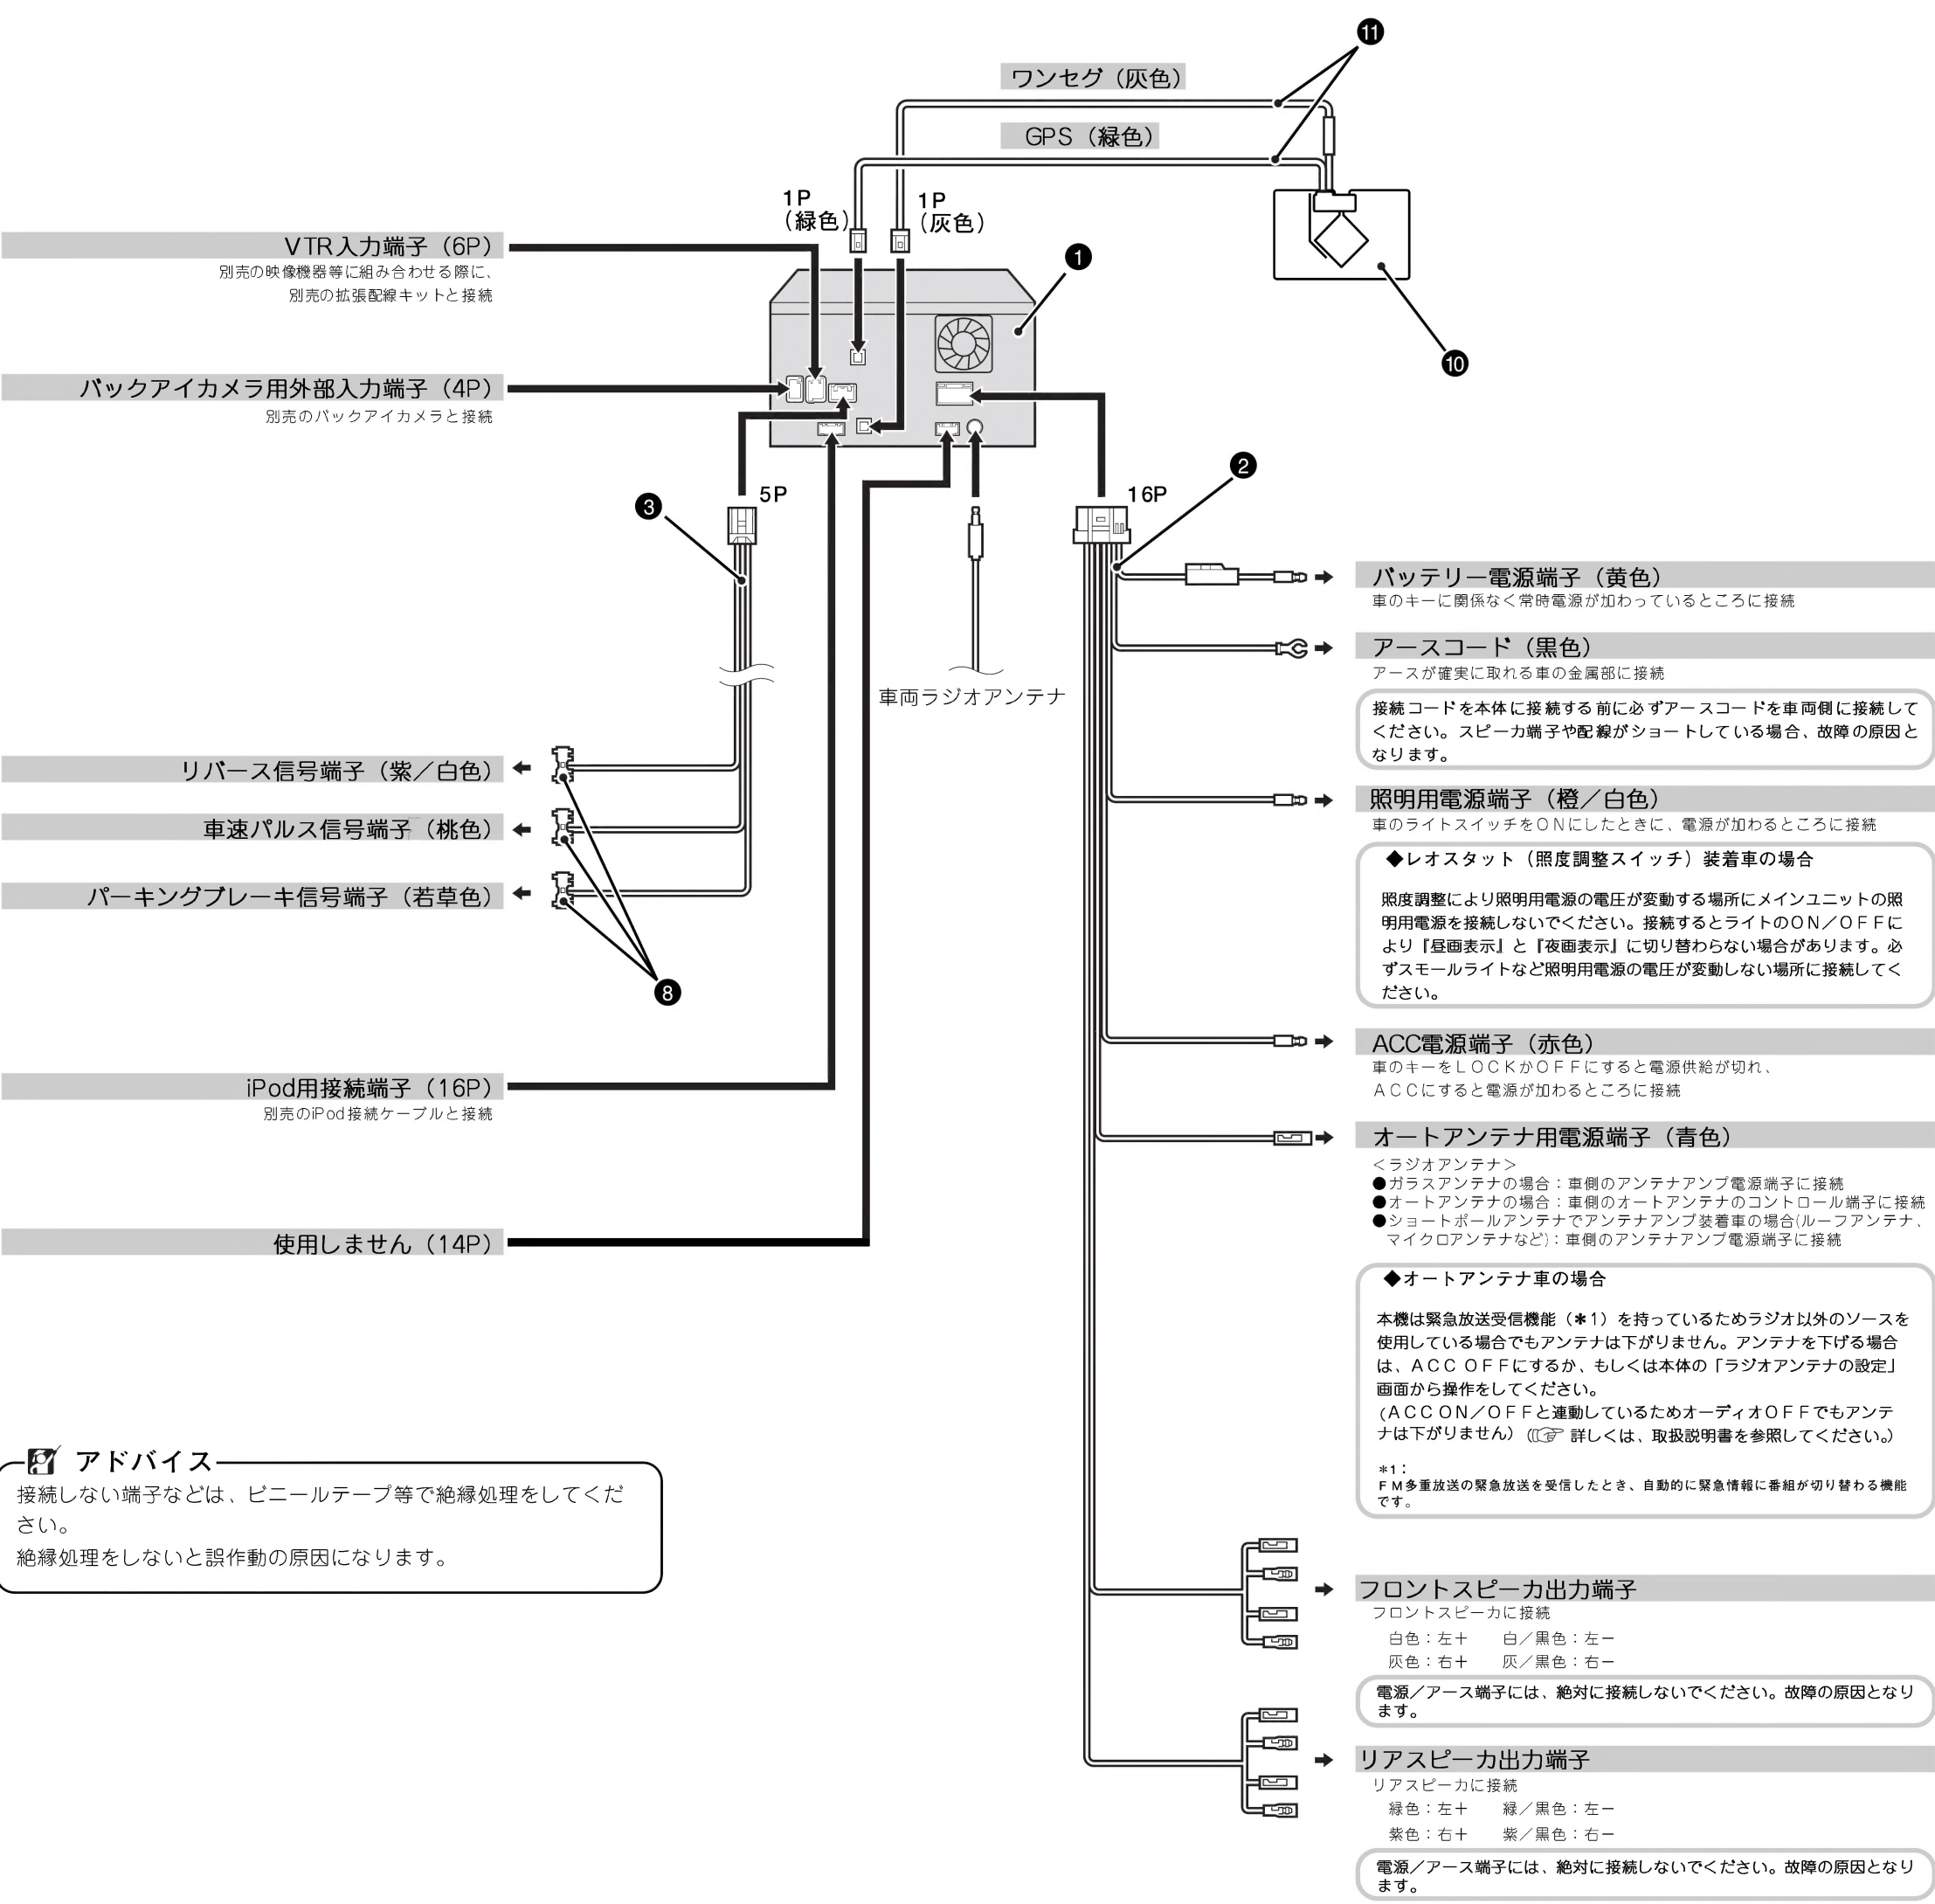 ⓫
ワンセグ（灰色）
GPS（緑色）
1P
（緑色）
1P
（灰色）
❶
❿
VTR入力端子（6P）
別売の映像機器等に組み合わせる際に、
別売の拡張配線キットと接続
バックアイカメラ用外部入力端子（4P）
別売のバックアイカメラと接続
❸
5P
16P
❷
車両ラジオアンテナ
リバース信号端子（紫／白色）
車速パルス信号端子（桃色）
パーキングブレーキ信号端子（若草色）
❽
iPod用接続端子（16P）
別売のiPod接続ケーブルと接続
使用しません（14P）
アドバイス
接続しない端子などは、ビニールテープ等で絶縁処理をしてくだ
さい。
絶縁処理をしないと誤作動の原因になります。
バッテリー電源端子（黄色）
車のキーに関係なく常時電源が加わっているところに接続
アースコード（黒色）
アースが確実に取れる車の金属部に接続
接続コードを本体に接続する前に必ずアースコードを車両側に接続して
ください。スピーカ端子や配線がショートしている場合、故障の原因と
なります。
照明用電源端子（橙／白色）
車のライトスイッチをＯＮにしたときに、電源が加わるところに接続
◆レオスタット（照度調整スイッチ）装着車の場合
照度調整により照明用電源の電圧が変動する場所にメインユニットの照
明用電源を接続しないでください。接続するとライトのＯＮ／ＯＦＦに
より『昼画表示』と『夜画表示』に切り替わらない場合があります。必
ずスモールライトなど照明用電源の電圧が変動しない場所に接続してく
ださい。
ACC電源端子（赤色）
車のキーをＬＯＣＫかＯＦＦにすると電源供給が切れ、
ＡＣＣにすると電源が加わるところに接続
オートアンテナ用電源端子（青色）
＜ラジオアンテナ＞
●ガラスアンテナの場合：車側のアンテナアンプ電源端子に接続
●オートアンテナの場合：車側のオートアンテナのコントロール端子に接続
●ショートポールアンテナでアンテナアンプ装着車の場合(ルーフアンテナ、
マイクロアンテナなど)：車側のアンテナアンプ電源端子に接続
◆オートアンテナ車の場合
本機は緊急放送受信機能（＊1）を持っているためラジオ以外のソースを
使用している場合でもアンテナは下がりません。アンテナを下げる場合
は、ＡＣＣ ＯＦＦにするか、もしくは本体の「ラジオアンテナの設定」
画面から操作をしてください。
(ＡＣＣ ＯＮ／ＯＦＦと連動しているためオーディオＯＦＦでもアンテ
ナは下がりません）(☞ 詳しくは、取扱説明書を参照してください。)
＊1：
ＦＭ多重放送の緊急放送を受信したとき、自動的に緊急情報に番組が切り替わる機能
です。
フロントスピーカ出力端子
フロントスピーカに接続
白色：左＋　白／黒色：左－
灰色：右＋　灰／黒色：右－
電源／アース端子には、絶対に接続しないでください。故障の原因となり
ます。
リアスピーカ出力端子
リアスピーカに接続
緑色：左＋　緑／黒色：左－
紫色：右＋　紫／黒色：右－
電源／アース端子には、絶対に接続しないでください。故障の原因となり
ます。